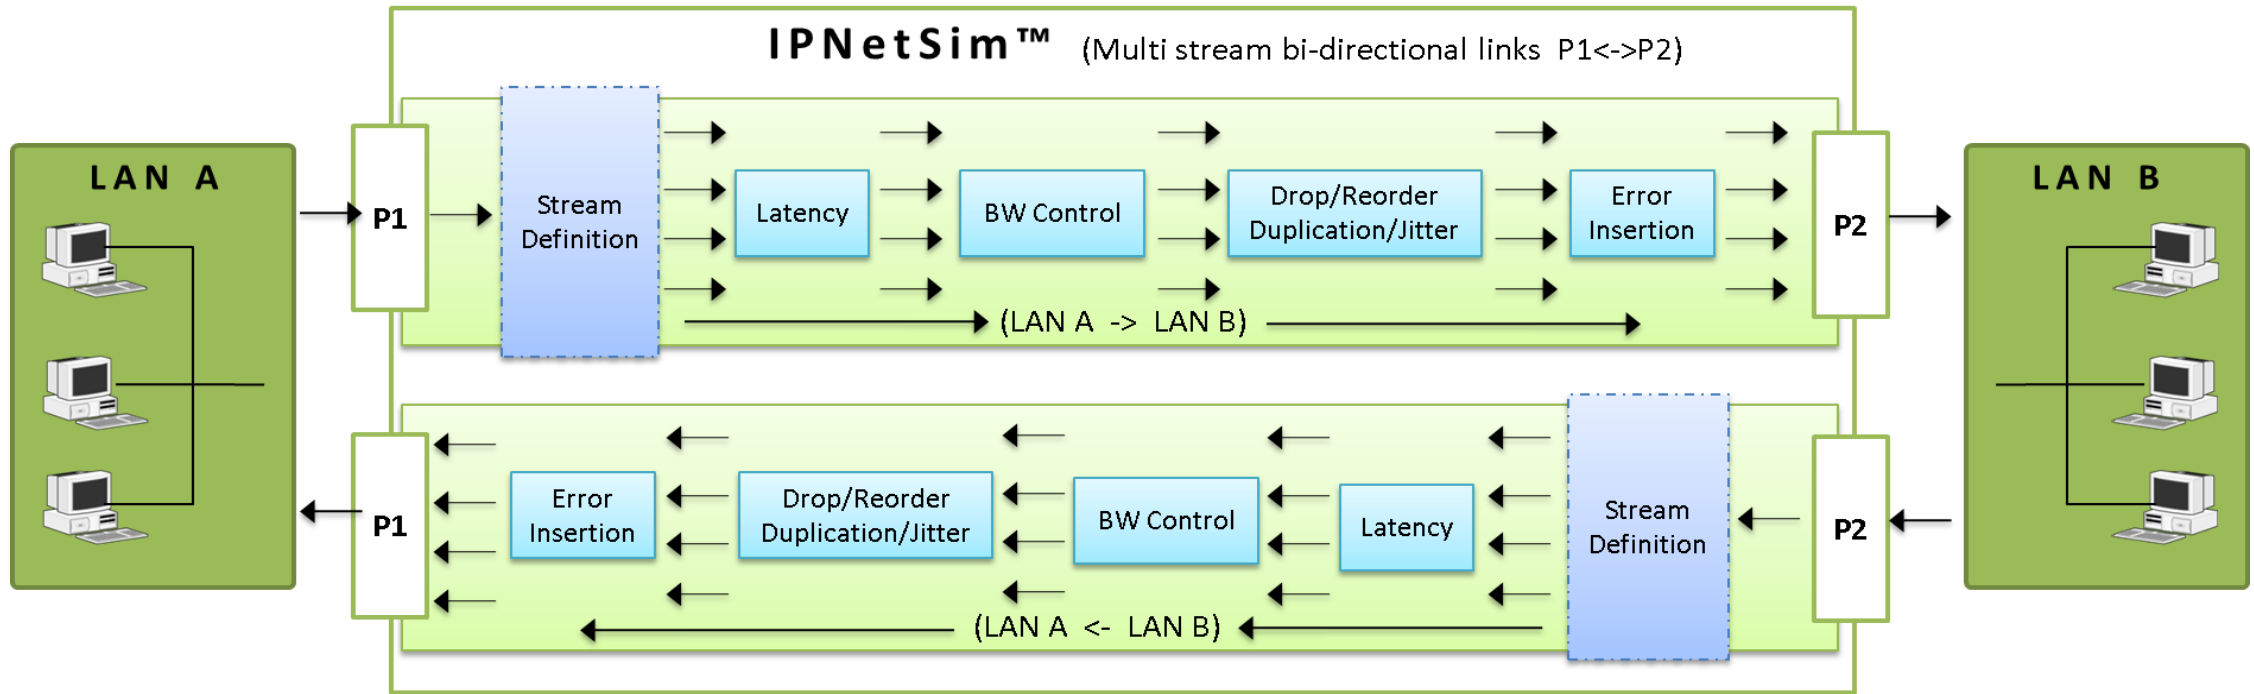 IPNetSim™ (Multi stream bi-directional links P1<->P2)
LAN A
P1
Stream
Definition
Latency
BW Control
Drop/Reorder
Duplication/Jitter
Error
Insertion
P2
LAN B
(LAN A -> LAN B)
P1
Error
Insertion
Drop/Reorder
Duplication/Jitter
BW Control
Latency
Stream
Definition
P2
(LAN A <- LAN B)